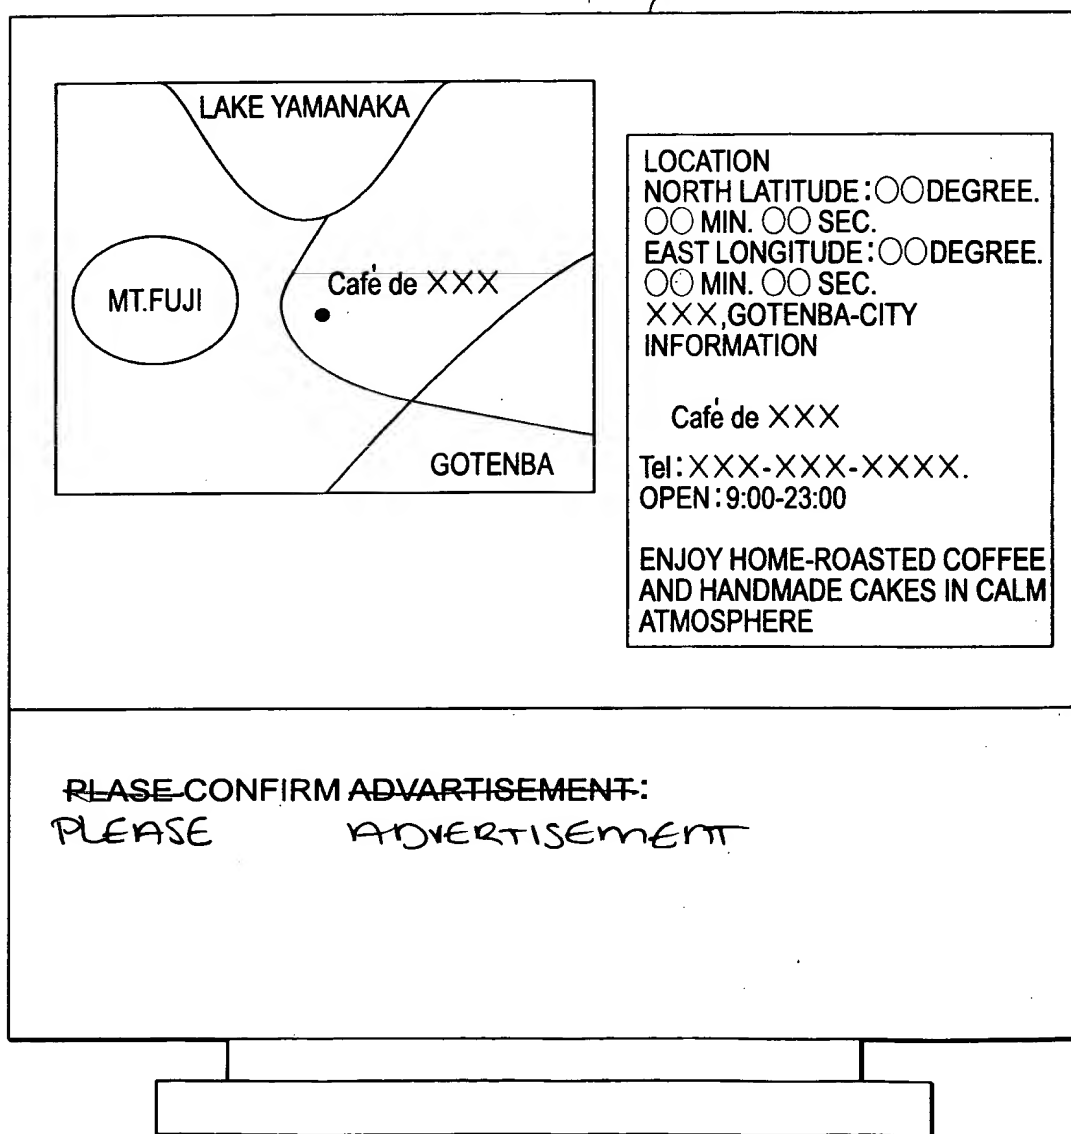 LAKE YAMANAKA
MT.FUJI
Café de XXX
GOTENBA
LOCATION
NORTH LATITUDE:○○DEGREE.
○○ MIN. ○○ SEC.
EAST LONGITUDE:○○DEGREE.
○○ MIN. ○○ SEC.
XXX,GOTENBA-CITY
INFORMATION
Café de XXX
Tel:XXX-XXX-XXXX.
OPEN:9:00-23:00
ENJOY HOME-ROASTED COFFEE
AND HANDMADE CAKES IN CALM
ATMOSPHERE
PLASE CONFIRM ADVARTISEMENT:
PLEASE ADVERTISEMENT